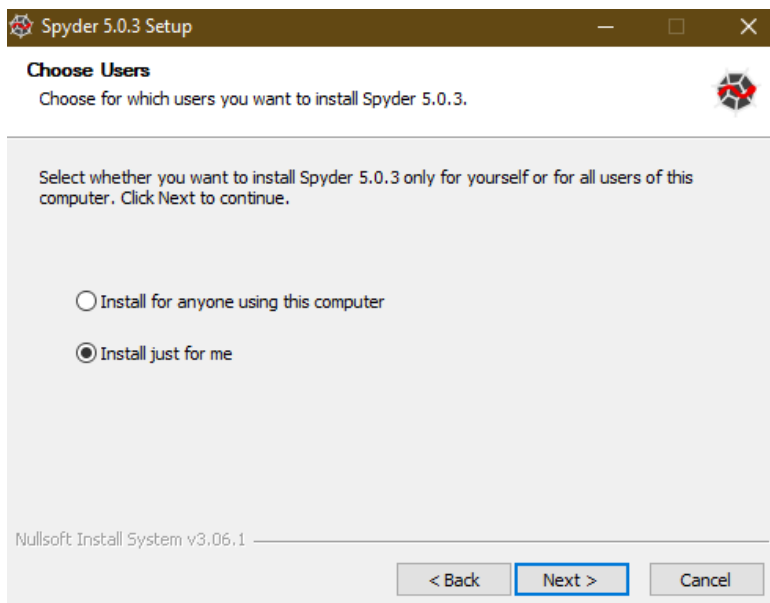 Spyder 5.0.3 Setup
Choose Users
Choose for which users you want to install Spyder 5.0.3.
Select whether you want to install Spyder 5.0.3 only for yourself or for all users of this
computer. Click Next to continue.
Install for anyone using this computer
Install just for me
Nullsoft Install System v3.06.1
< Back Next > Cancel